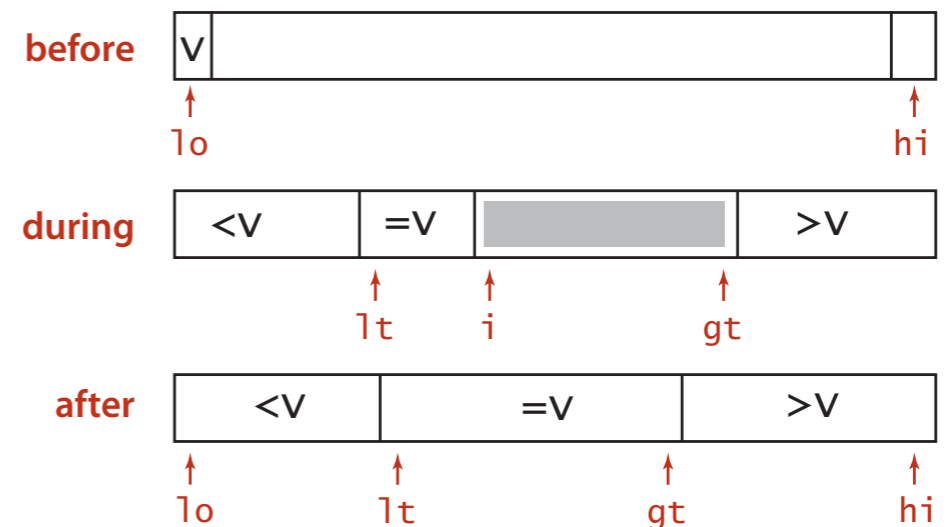 before v
lo hi
during <v =v >v
lt i gt
after <v =v >v
lo lt gt hi